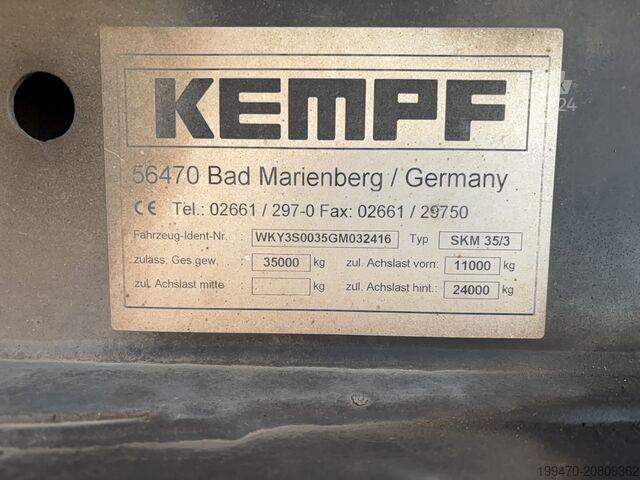 KEMPF
24
56470 Bad Marienberg / Germany
CE Tel.: 02661 / 297-0 Fax: 02661 / 29750
Fahrzeug-Ident-Nr. WKY3S0035GM032416 Typ SKM 35/3
zuläss. Ges.gew. 35000 kg zul. Achslast vorn: 11000 kg
zul. Achslast mitte kg zul. Achslast hint.: 24000 kg
199470-20809362